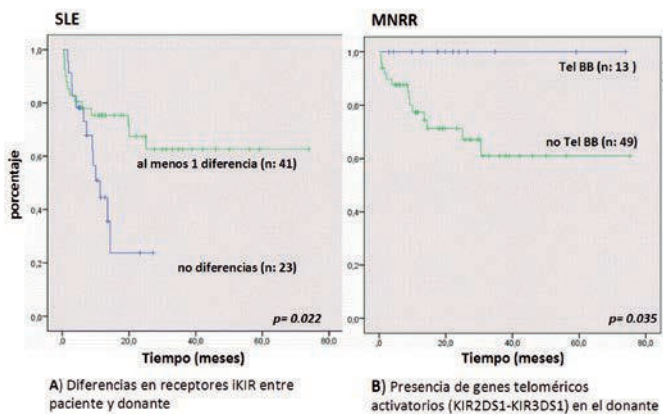 SLE
1,0
0,8
0,6
0,4
0,2
0,0
porcentaje
al menos 1 diferencia (n: 41)
no diferencias (n: 23)
p= 0.022
,0
20,0
40,0
60,0
80,0
Tiempo (meses)
A) Diferencias en receptores iKIR entre
paciente y donante
MNRR
1,0
0,8
0,6
0,4
0,2
0,0
Tel BB (n: 13 )
no Tel BB (n: 49)
p= 0.035
,0
20,0
40,0
60,0
80,0
Tiempo (meses)
B) Presencia de genes teloméricos
activatorios (KIR2DS1-KIR3DS1) en el donante